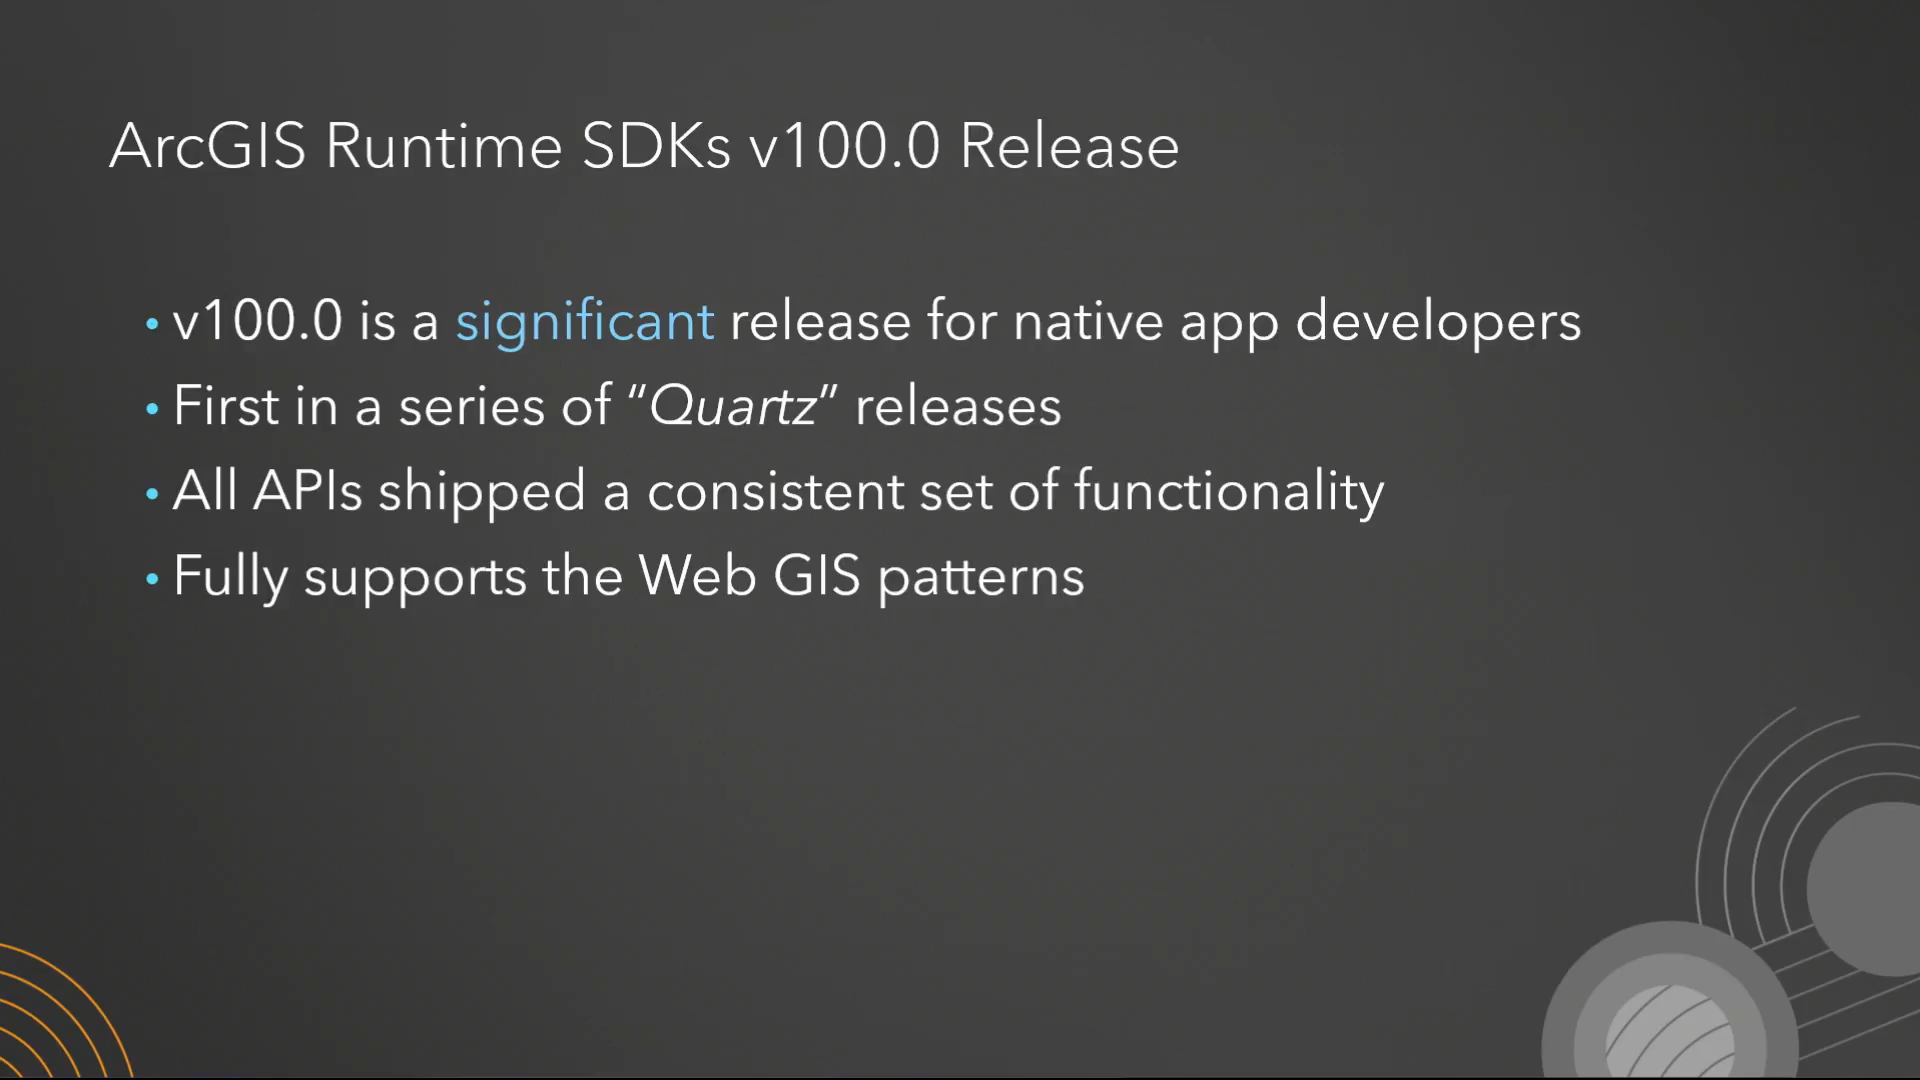 ArcGIS Runtime SDKs v100.0 Release
• v100.0 is a significant release for native app developers
• First in a series of “Quartz” releases
• All APIs shipped a consistent set of functionality
• Fully supports the Web GIS patterns